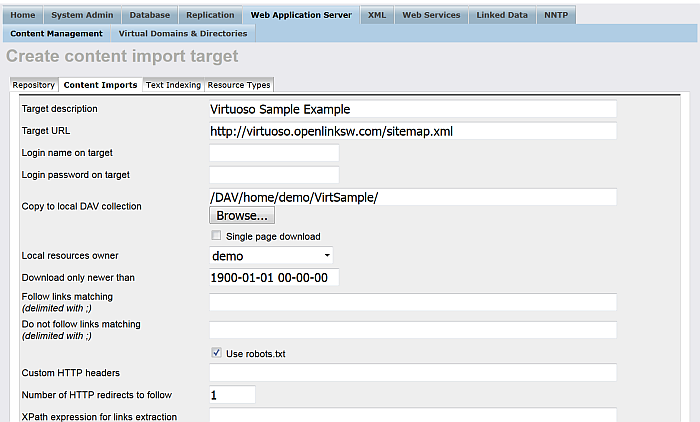 Home System Admin Database Replication Web Application Server XML Web Services Linked Data NNTP
Content Management Virtual Domains & Directories
Create content import target
Repository Content Imports Text Indexing Resource Types
Target description Virtuoso Sample Example
Target URL http://virtuoso.openlinksw.com/sitemap.xml
Login name on target
Login password on target
Copy to local DAV collection /DAV/home/demo/VirtSample/
Browse...
Single page download
Local resources owner demo
Download only newer than 1900-01-01 00-00-00
Follow links matching
(delimited with ;)
Do not follow links matching
(delimited with ;)
Use robots.txt
Custom HTTP headers
Number of HTTP redirects to follow 1
XPath expression for links extraction